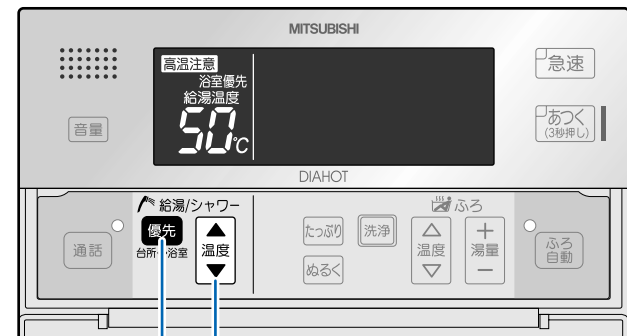 MITSUBISHI
高温注意
浴室優先
給湯温度
50℃
音量
急速
あつく
(3秒押し)
DIAHOT
給湯/シャワー
ふろ
通話
優先
台所↔浴室
温度
たっぷり
洗浄
ぬるく
温度
湯量
ふろ
自動